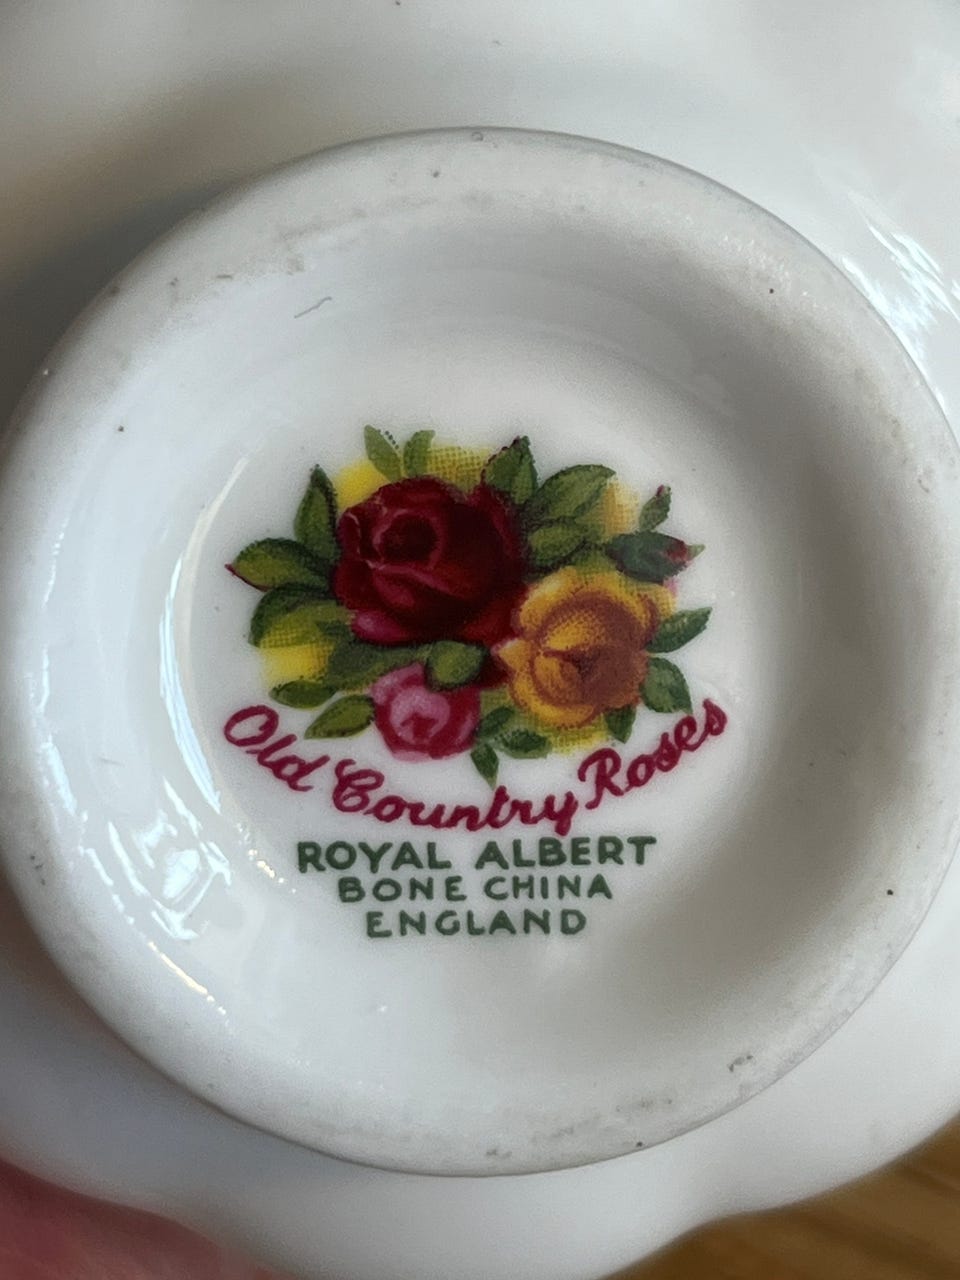 Old Country Roses
ROYAL ALBERT
BONE CHINA
ENGLAND